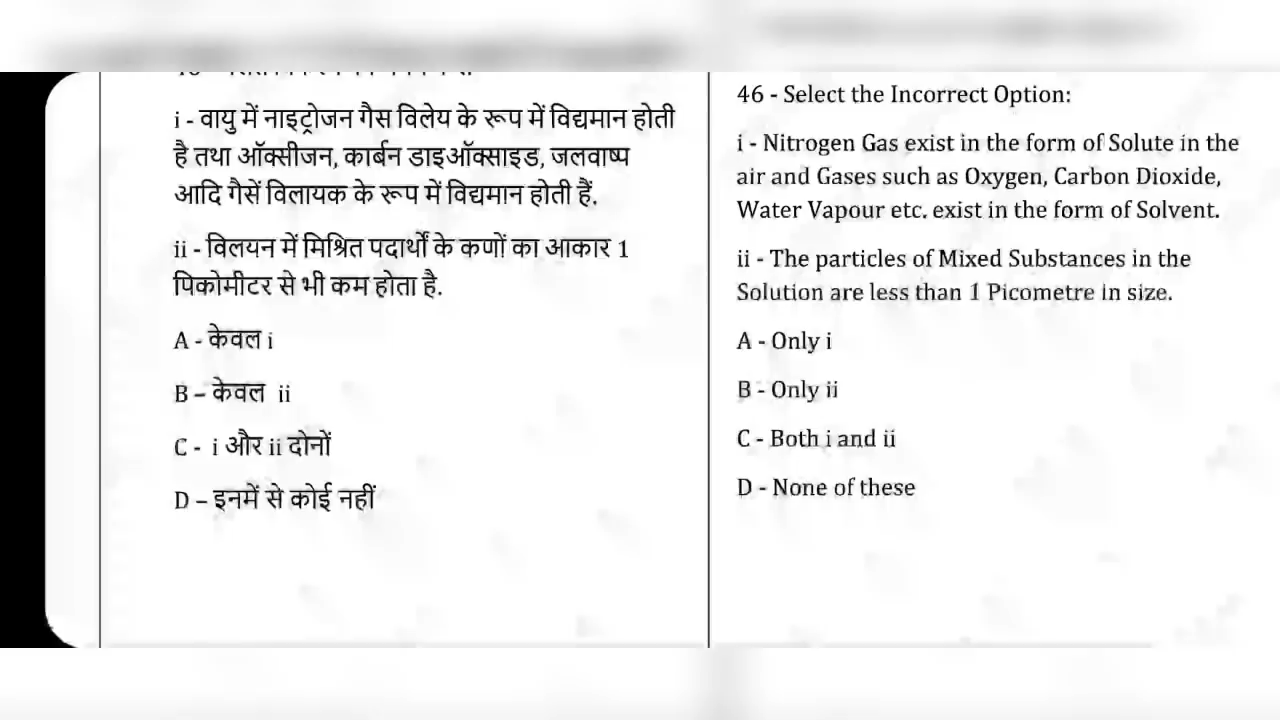 i - वायु में नाइट्रोजन गैस विलेय के रूप में विद्यमान होती
है तथा ऑक्सीजन, कार्बन डाइऑक्साइड, जलवाष्प
आदि गैसें विलायक के रूप में विद्यमान होती हैं.
ii - विलयन में मिश्रित पदार्थों के कणों का आकार 1
पिकोमीटर से भी कम होता है.
A - केवल i
B – केवल ii
C - i और ii दोनों
D – इनमें से कोई नहीं
46 - Select the Incorrect Option:
i - Nitrogen Gas exist in the form of Solute in the
air and Gases such as Oxygen, Carbon Dioxide,
Water Vapour etc. exist in the form of Solvent.
ii - The particles of Mixed Substances in the
Solution are less than 1 Picometre in size.
A - Only i
B - Only ii
C - Both i and ii
D - None of these